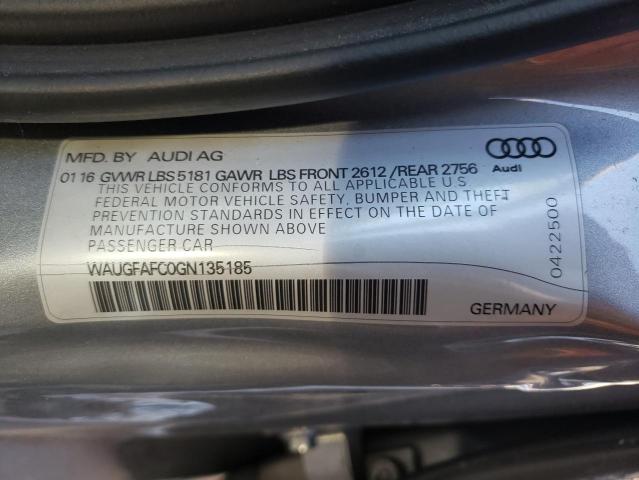 MFD. BY AUDI AG
01 16 GVWR LBS 5181 GAWR LBS FRONT 2612 /REAR 2756
THIS VEHICLE CONFORMS TO ALL APPLICABLE U.S
FEDERAL MOTOR VEHICLE SAFETY, BUMPER AND THEFT
PREVENTION STANDARDS IN EFFECT ON THE DATE OF
MANUFACTURE SHOWN ABOVE
PASSENGER CAR
WAUGFAFC0GN135185
Audi
0422500
GERMANY